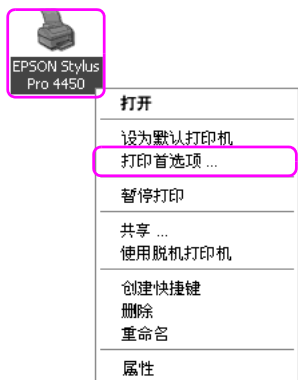 EPSON Stylus
Pro 4450
打开
设为默认打印机
打印首选项 ...
暂停打印
共享 ...
使用脱机打印机
创建快捷键
删除
重命名
属性